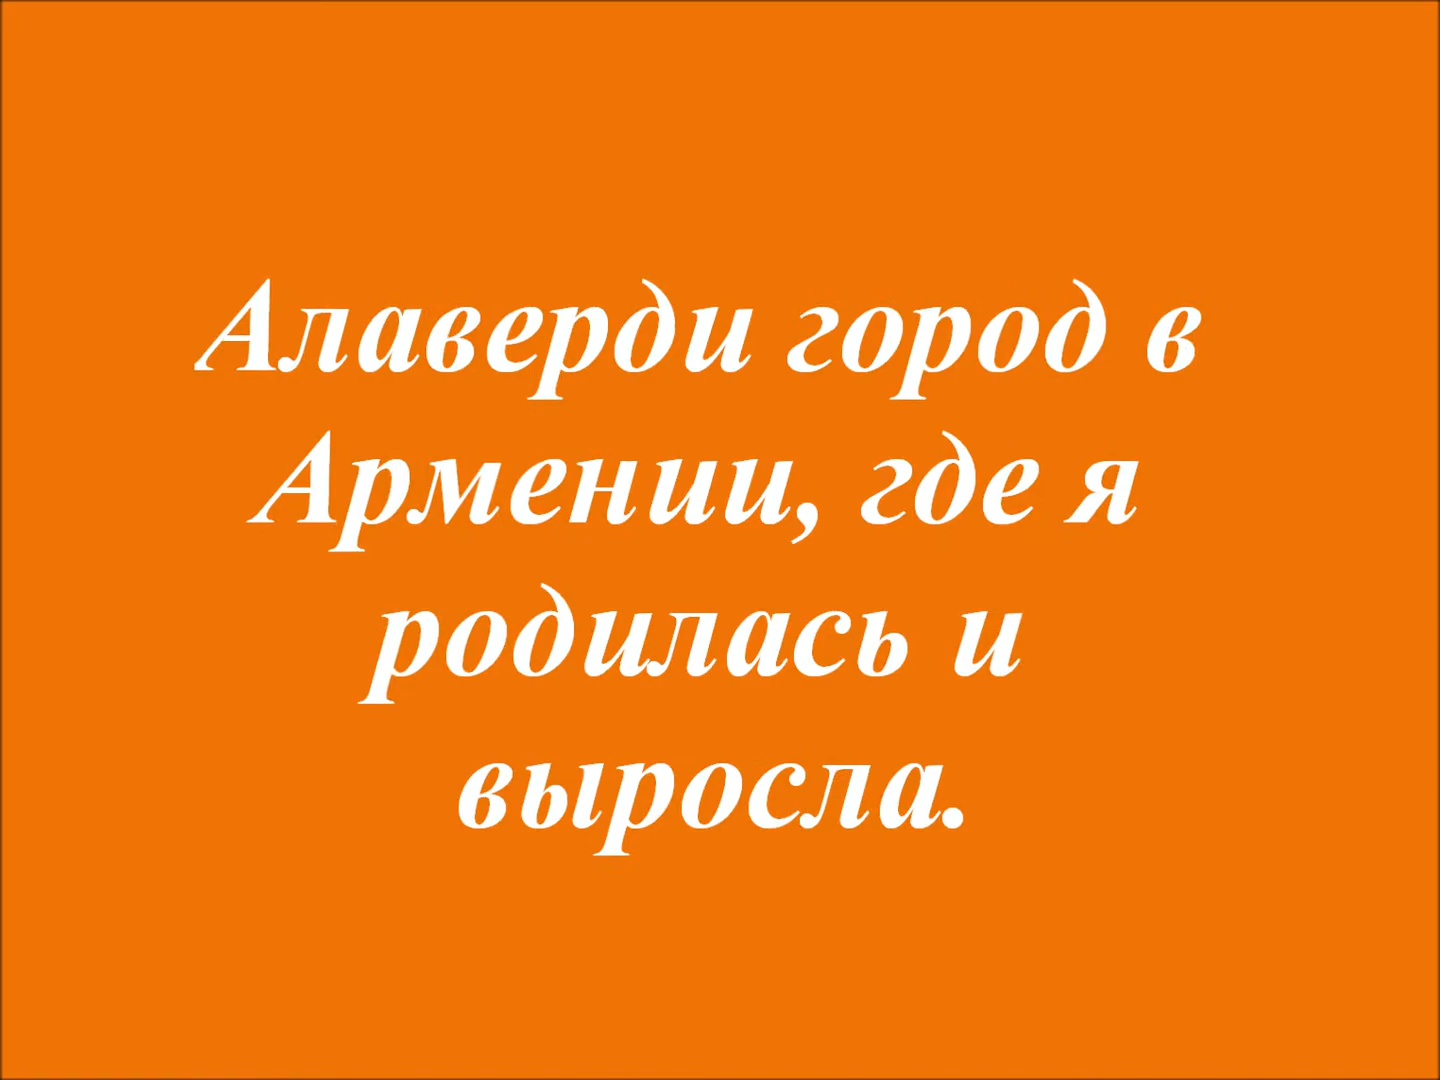 Алаверди город в
Армении, где я
родилась и
выросла.